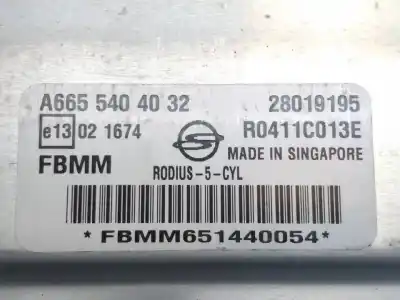 A665 540 40 32 28019195
e13 02 1674 R0411C013E
FBMM MADE IN SINGAPORE
RODIUS-5-CYL
* FBMM651440054 *